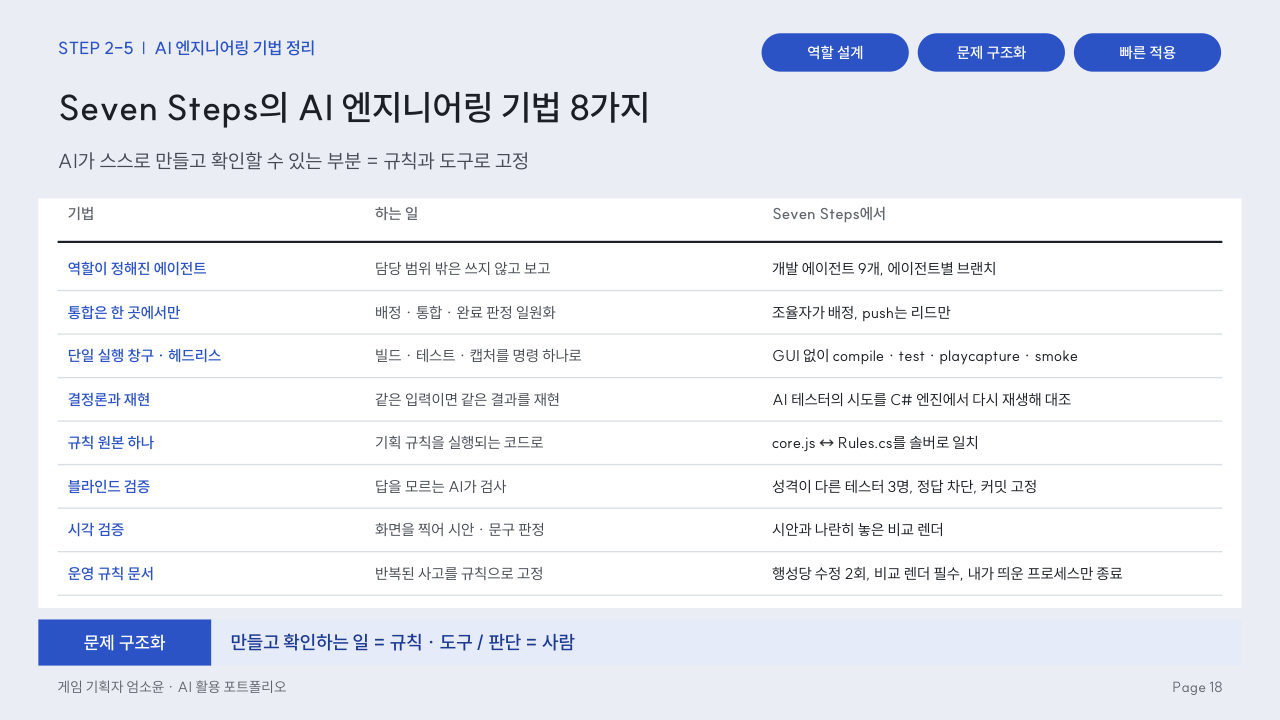 STEP 2-5 | AI 엔지니어링 기법 정리
역할 설계
문제 구조화
빠른 적용
Seven Steps의 AI 엔지니어링 기법 8가지
AI가 스스로 만들고 확인할 수 있는 부분 = 규칙과 도구로 고정
기법 하는 일 Seven Steps에서
역할이 정해진 에이전트 담당 범위 밖은 쓰지 않고 보고 개발 에이전트 9개, 에이전트별 브랜치
통합은 한 곳에서만 배정 · 통합 · 완료 판정 일원화 조율자가 배정, push는 리드만
단일 실행 창구 · 헤드리스 빌드 · 테스트 · 캡처를 명령 하나로 GUI 없이 compile · test · playcapture · smoke
결정론과 재현 같은 입력이면 같은 결과를 재현 AI 테스터의 시도를 C# 엔진에서 다시 재생해 대조
규칙 원본 하나 기획 규칙을 실행되는 코드로 core.js ↔ Rules.cs를 솔버로 일치
블라인드 검증 답을 모르는 AI가 검사 성격이 다른 테스터 3명, 정답 차단, 커밋 고정
시각 검증 화면을 찍어 시안 · 문구 판정 시안과 나란히 놓은 비교 렌더
운영 규칙 문서 반복된 사고를 규칙으로 고정 행성당 수정 2회, 비교 렌더 필수, 내가 띄운 프로세스만 종료
문제 구조화 만들고 확인하는 일 = 규칙 · 도구 / 판단 = 사람
게임 기획자 엄소윤 · AI 활용 포트폴리오
Page 18